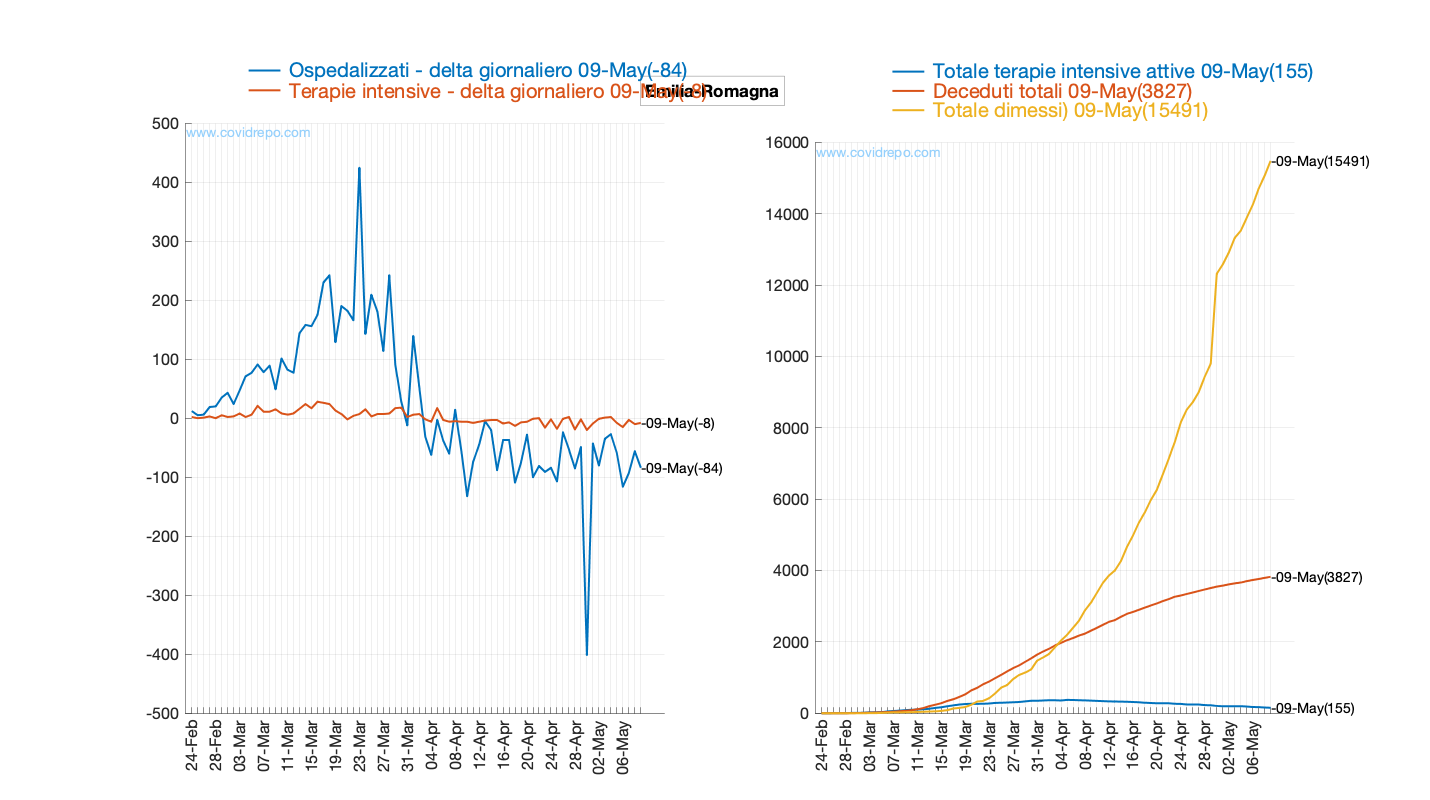 Ospedalizzati - delta giornaliero 09-May(-84)
Terapie intensive - delta giornaliero 09-May(-8)
Emilia-Romagna
www.covidrepo.com
500
400
300
200
100
0
-100
-200
-300
-400
-500
-09-May(-8)
-09-May(-84)
24-Feb
28-Feb
03-Mar
07-Mar
11-Mar
15-Mar
19-Mar
23-Mar
27-Mar
31-Mar
04-Apr
08-Apr
12-Apr
16-Apr
20-Apr
24-Apr
28-Apr
02-May
06-May
Totale terapie intensive attive 09-May(155)
Deceduti totali 09-May(3827)
Totale dimessi) 09-May(15491)
www.covidrepo.com
16000
14000
12000
10000
8000
6000
4000
2000
0
-09-May(15491)
-09-May(3827)
-09-May(155)
24-Feb
28-Feb
03-Mar
07-Mar
11-Mar
15-Mar
19-Mar
23-Mar
27-Mar
31-Mar
04-Apr
08-Apr
12-Apr
16-Apr
20-Apr
24-Apr
28-Apr
02-May
06-May